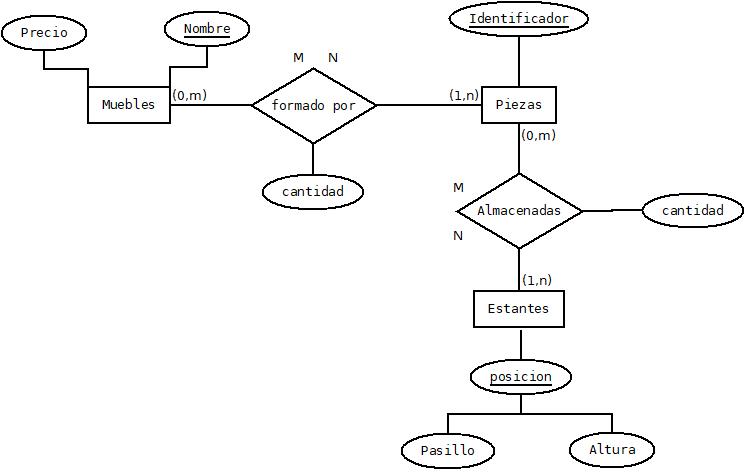 Precio
Nombre
Identificador
M N
Muebles
(0,m)
formado por
(1,n)
Piezas
(0,m)
cantidad
M
Almacenadas
cantidad
N
(1,n)
Estantes
posicion
Pasillo
Altura